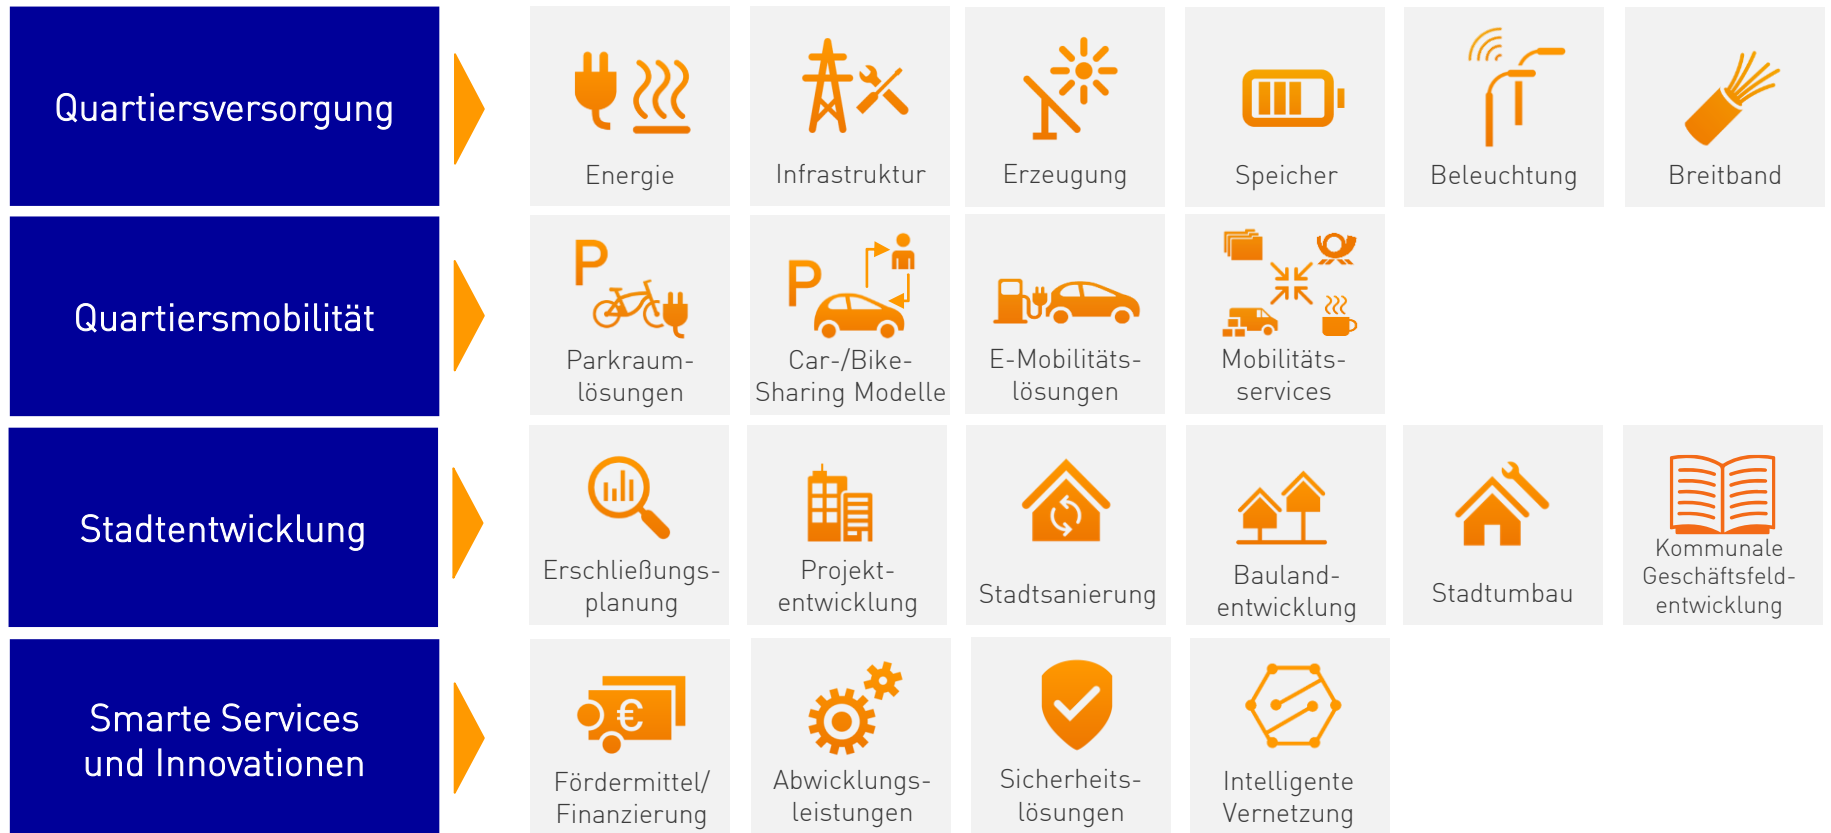 Quartiersversorgung
Energie
Infrastruktur
Erzeugung
Speicher
Beleuchtung
Breitband
Quartiersmobilität
P
Parkraum-
lösungen
P
Car-/Bike-
Sharing Modelle
E-Mobilitäts-
lösungen
Mobilitäts-
services
Stadtentwicklung
Erschließungs-
planung
Projekt-
entwicklung
Stadtsanierung
Bauland-
entwicklung
Stadtumbau
Kommunale
Geschäftsfeld-
entwicklung
Smarte Services
und Innovationen
€
Fördermittel/
Finanzierung
Abwicklungs-
leistungen
Sicherheits-
lösungen
Intelligente
Vernetzung